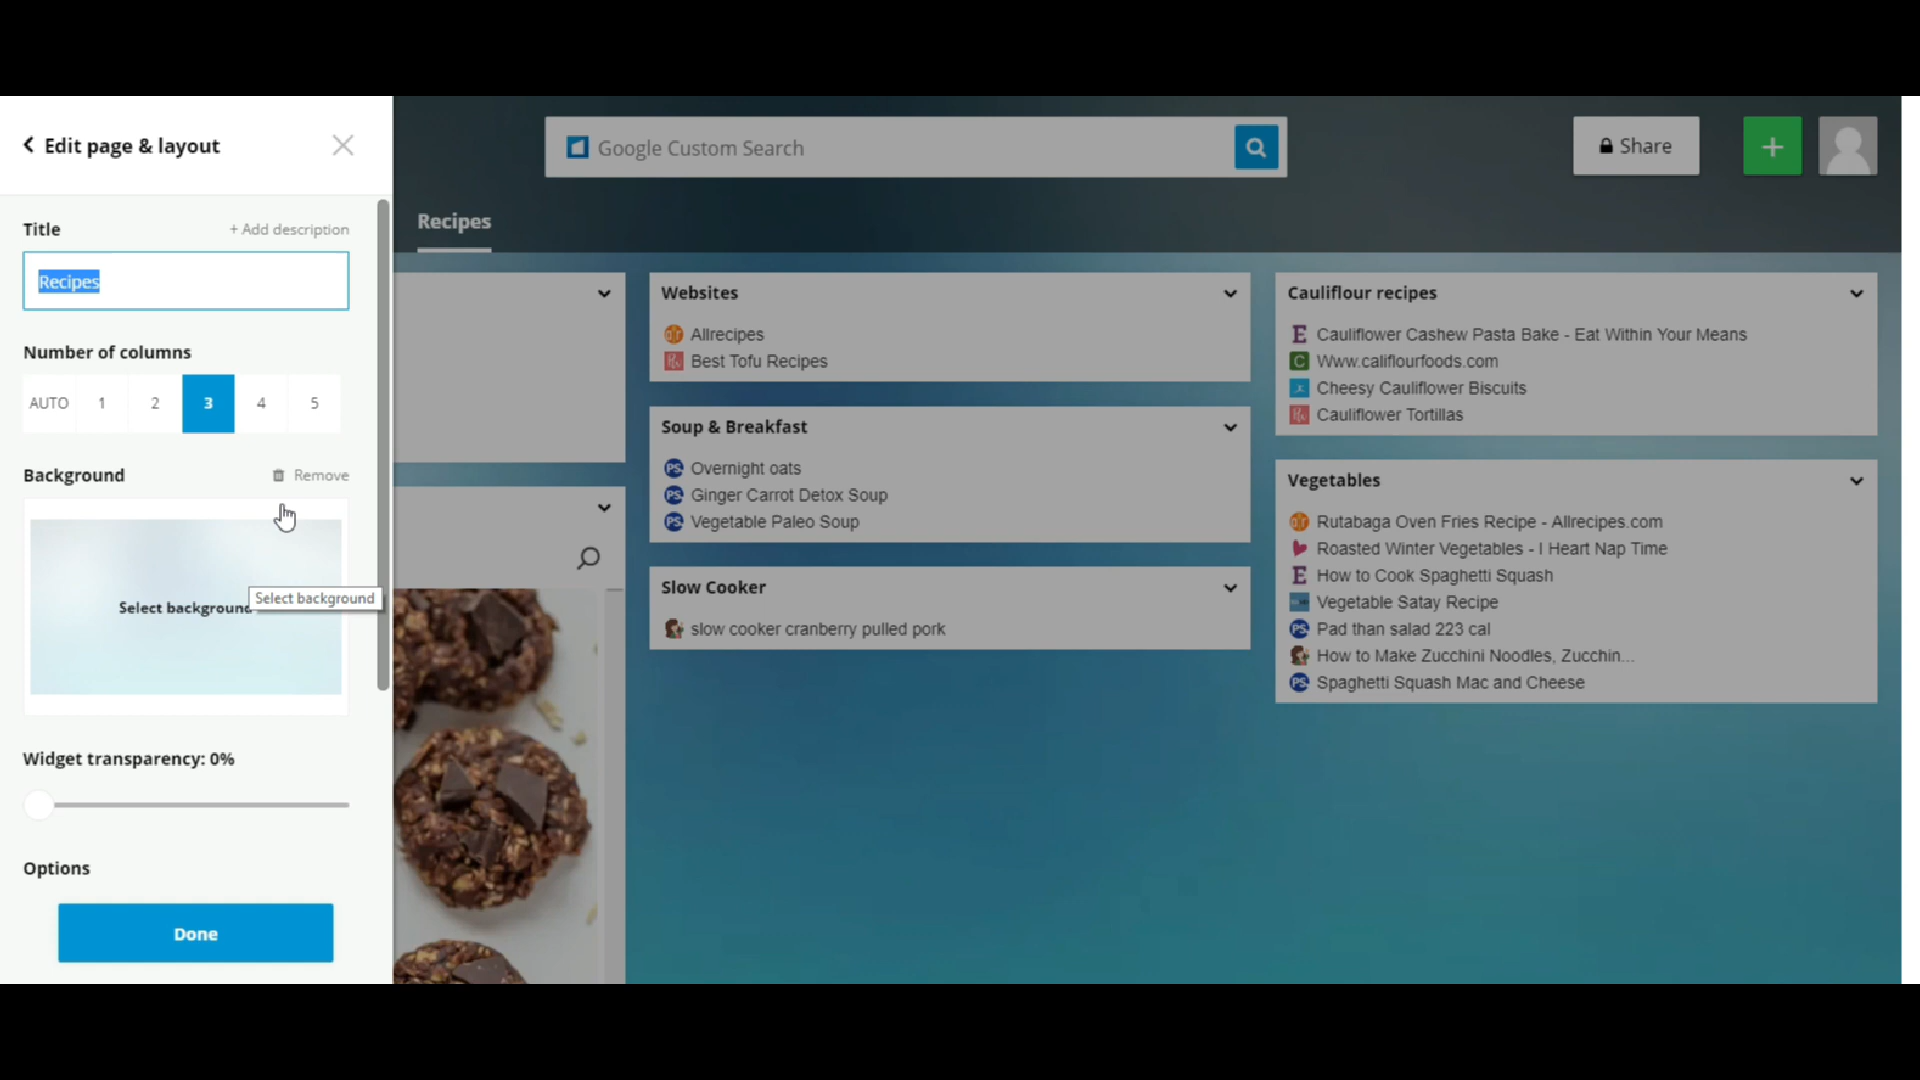 Edit page & layout
Title
+ Add description
Recipes
Number of columns
AUTO 1 2 3 4 5
Background
Remove
Select background
Select background
Widget transparency: 0%
Options
Done
Google Custom Search
Share
Recipes
Websites
Allrecipes
Best Tofu Recipes
Soup & Breakfast
Overnight oats
Ginger Carrot Detox Soup
Vegetable Paleo Soup
Slow Cooker
slow cooker cranberry pulled pork
Cauliflour recipes
Cauliflower Cashew Pasta Bake - Eat Within Your Means
Www.califlourfoods.com
Cheesy Cauliflower Biscuits
Cauliflower Tortillas
Vegetables
Rutabaga Oven Fries Recipe - Allrecipes.com
Roasted Winter Vegetables - I Heart Nap Time
How to Cook Spaghetti Squash
Vegetable Satay Recipe
Pad than salad 223 cal
How to Make Zucchini Noodles, Zucchin...
Spaghetti Squash Mac and Cheese